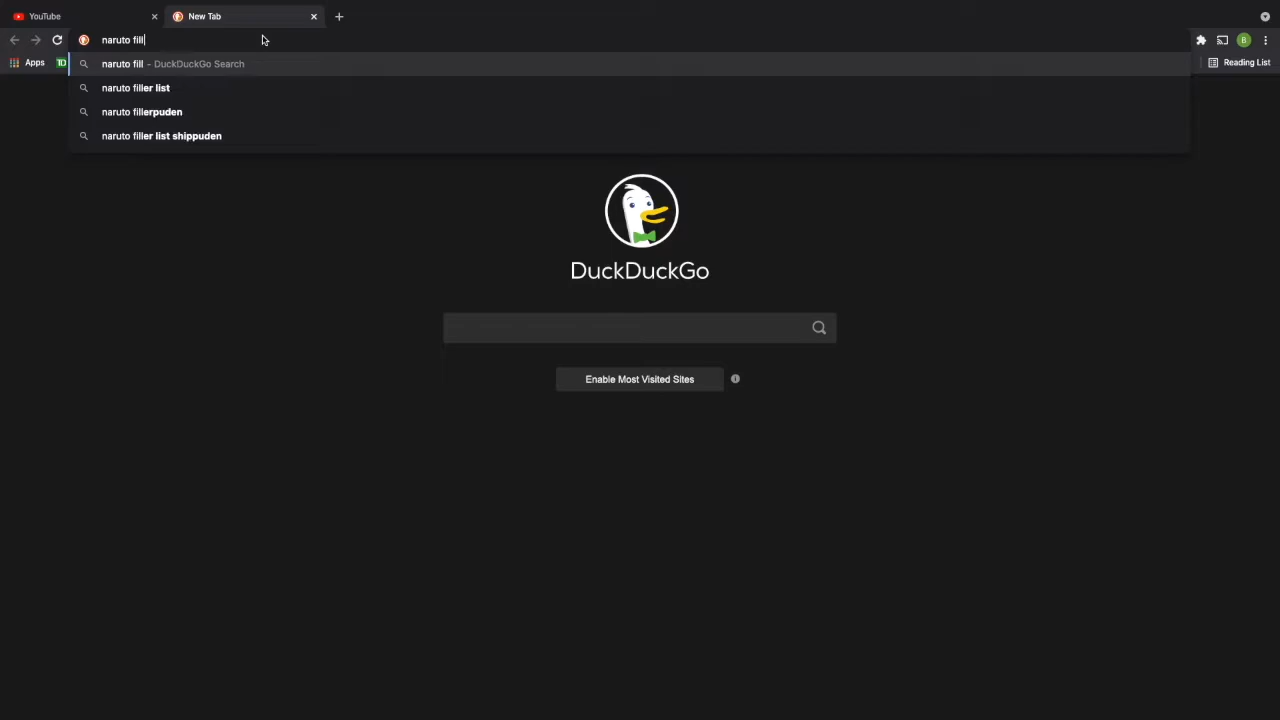 YouTube
New Tab
naruto fill
Apps
TD
Reading List
B
naruto fill - DuckDuckGo Search
naruto filler list
naruto fillerpuden
naruto filler list shippuden
DuckDuckGo
Enable Most Visited Sites